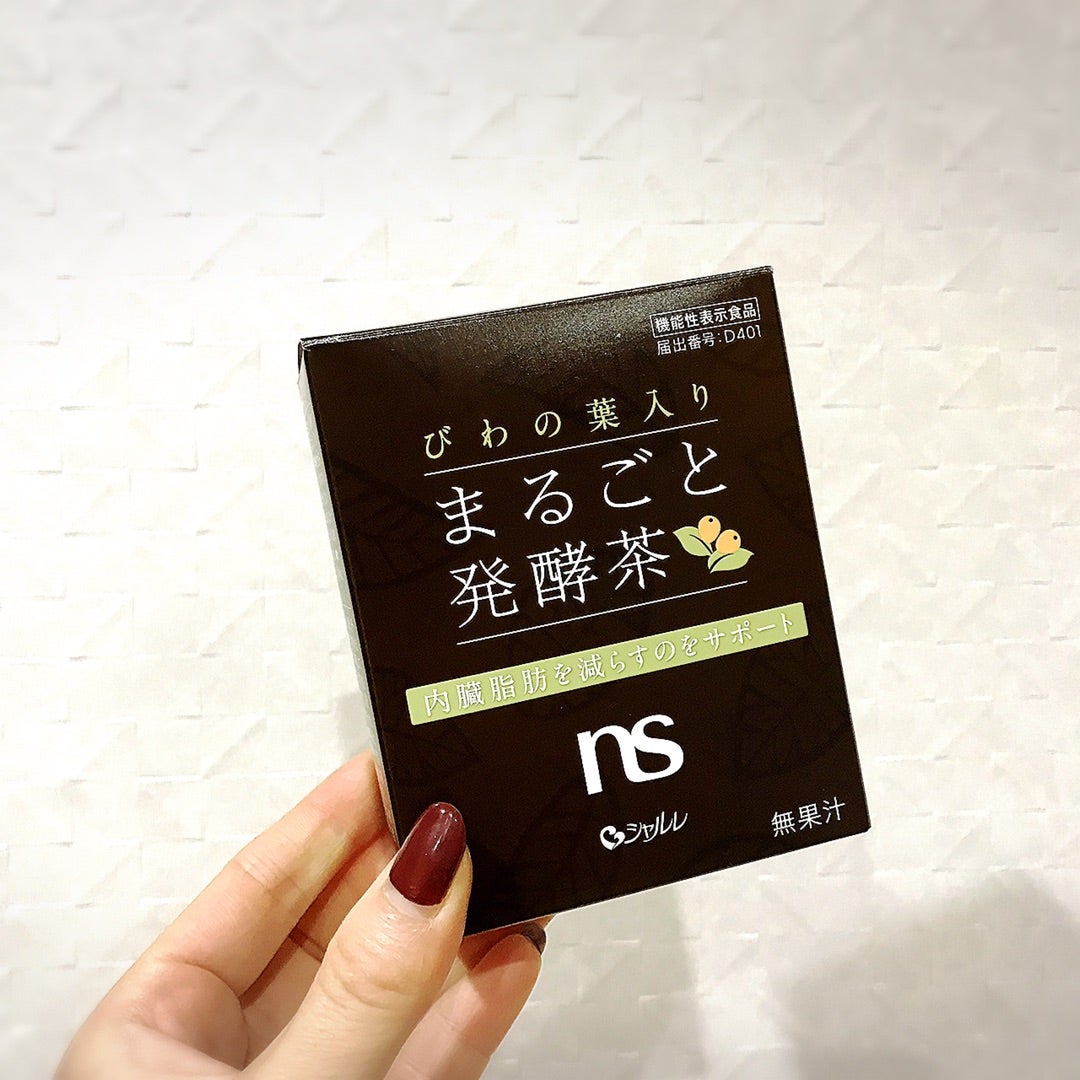 機能性表示食品
届出番号:D401
びわの葉入り
まるごと
発酵茶
内臓脂肪を減らすのをサポート
ns
シャルレ
無果汁